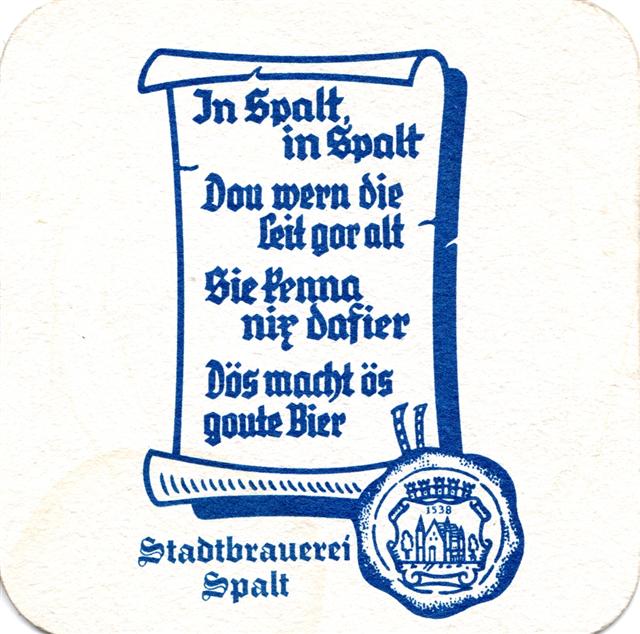 In Spalt,
in Spalt
Dou wern die
Leit gor alt
Sie kenna
nix dafier
Dös macht ös
goute Bier
1538
Stadtbrauerei
Spalt